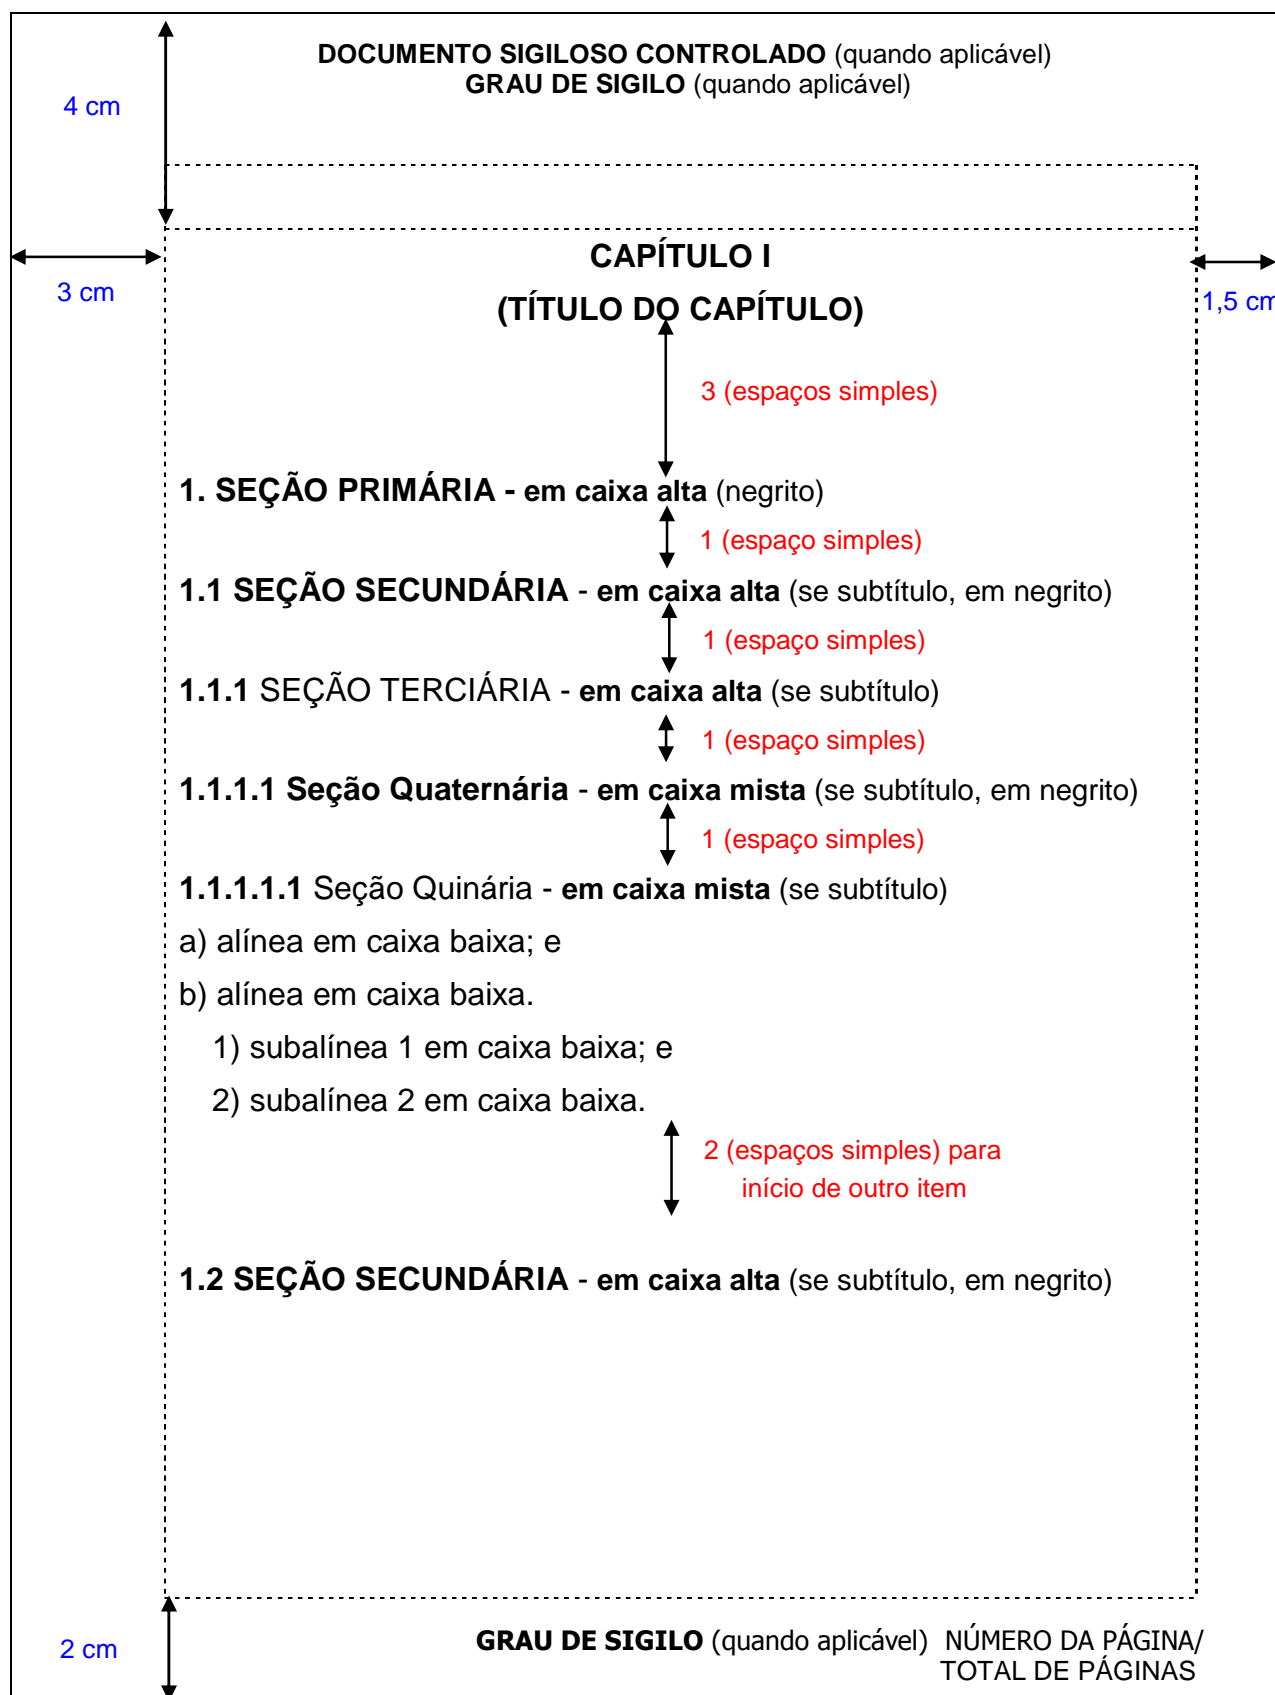 DOCUMENTO SIGILOSO CONTROLADO (quando aplicável)
GRAU DE SIGILO (quando aplicável)
4 cm
CAPÍTULO I
3 cm
1,5 cm
(TÍTULO DO CAPÍTULO)
3 (espaços simples)
1. SEÇÃO PRIMÁRIA - em caixa alta (negrito)
1 (espaço simples)
1.1 SEÇÃO SECUNDÁRIA - em caixa alta (se subtítulo, em negrito)
1 (espaço simples)
1.1.1 SEÇÃO TERCIÁRIA - em caixa alta (se subtítulo)
1 (espaço simples)
1.1.1.1 Seção Quaternária - em caixa mista (se subtítulo, em negrito)
1 (espaço simples)
1.1.1.1.1 Seção Quinária - em caixa mista (se subtítulo)
a) alínea em caixa baixa; e
b) alínea em caixa baixa.
1) subalínea 1 em caixa baixa; e
2) subalínea 2 em caixa baixa.
2 (espaços simples) para
início de outro item
1.2 SEÇÃO SECUNDÁRIA - em caixa alta (se subtítulo, em negrito)
2 cm
GRAU DE SIGILO (quando aplicável) NÚMERO DA PÁGINA/
TOTAL DE PÁGINAS